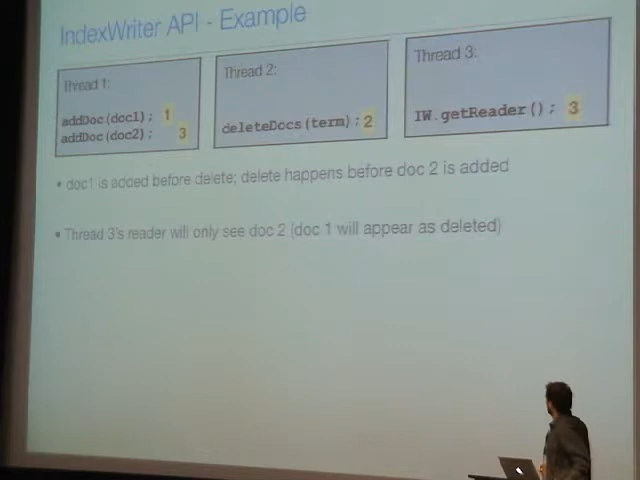 IndexWriter API - Example
Thread 1:
addDoc(doc1); 1
addDoc(doc2); 3
Thread 2:
deleteDocs(term); 2
Thread 3:
IW.getReader(); 3
• doc1 is added before delete; delete happens before doc 2 is added
• Thread 3's reader will only see doc 2 (doc 1 will appear as deleted)